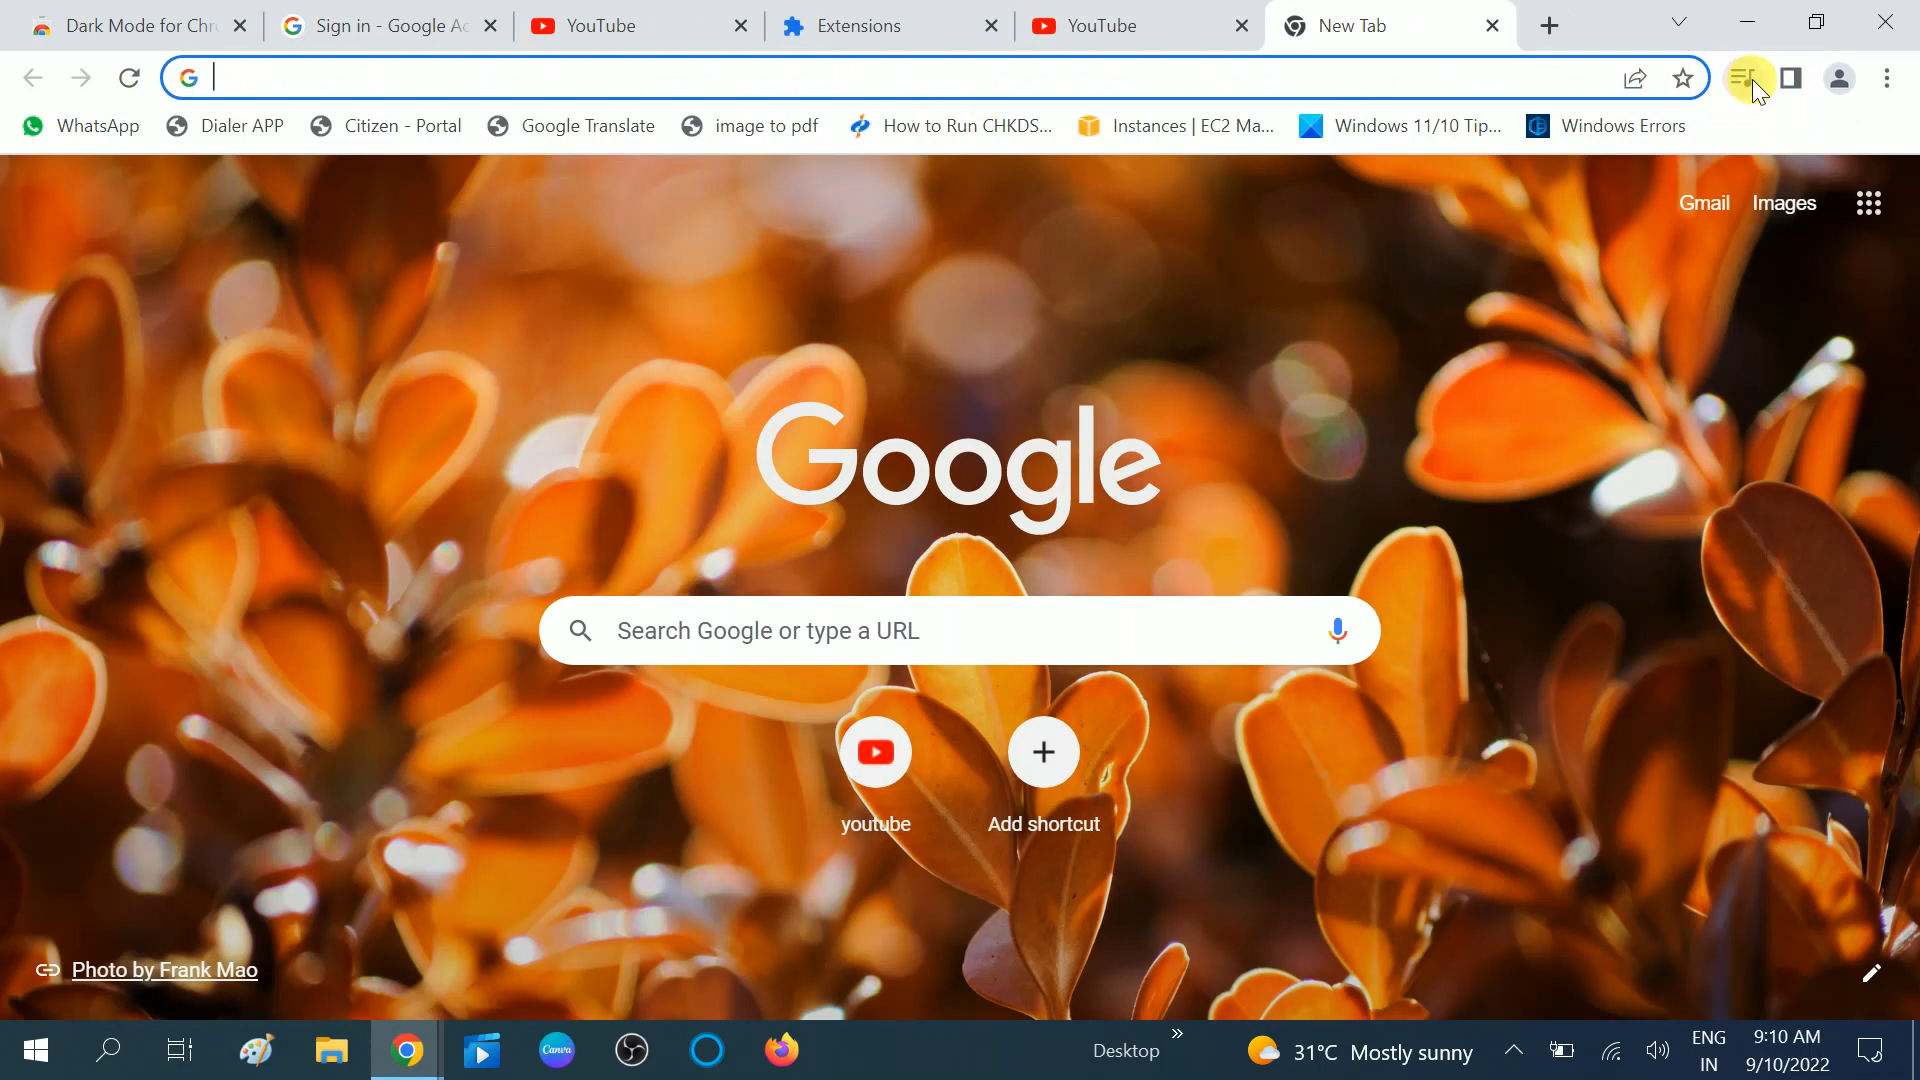 Dark Mode for Chr
Sign in - Google Ac
YouTube
Extensions
YouTube
New Tab
WhatsApp
Dialer APP
Citizen - Portal
Google Translate
image to pdf
How to Run CHKDS...
Instances | EC2 Ma...
Windows 11/10 Tip...
Windows Errors
Gmail
Images
Google
Search Google or type a URL
youtube
Add shortcut
Photo by Frank Mao
Canva
Desktop
31°C Mostly sunny
ENG
IN
9:10 AM
9/10/2022